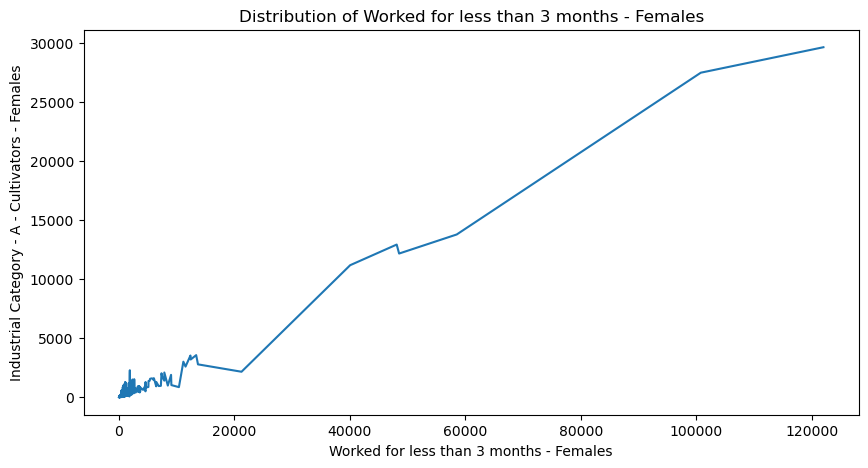 Distribution of Worked for less than 3 months - Females
30000
25000
20000
15000
10000
5000
0
Industrial Category - A - Cultivators - Females
0 20000 40000 60000 80000 100000 120000
Worked for less than 3 months - Females